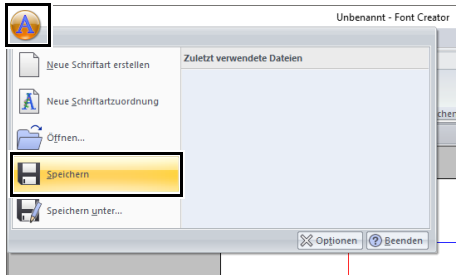 Unbenannt - Font Creator
Neue Schriftart erstellen
Zuletzt verwendete Dateien
Neue Schriftartzuordnung
Öffnen...
Speichern
Speichern unter...
Optionen
Beenden